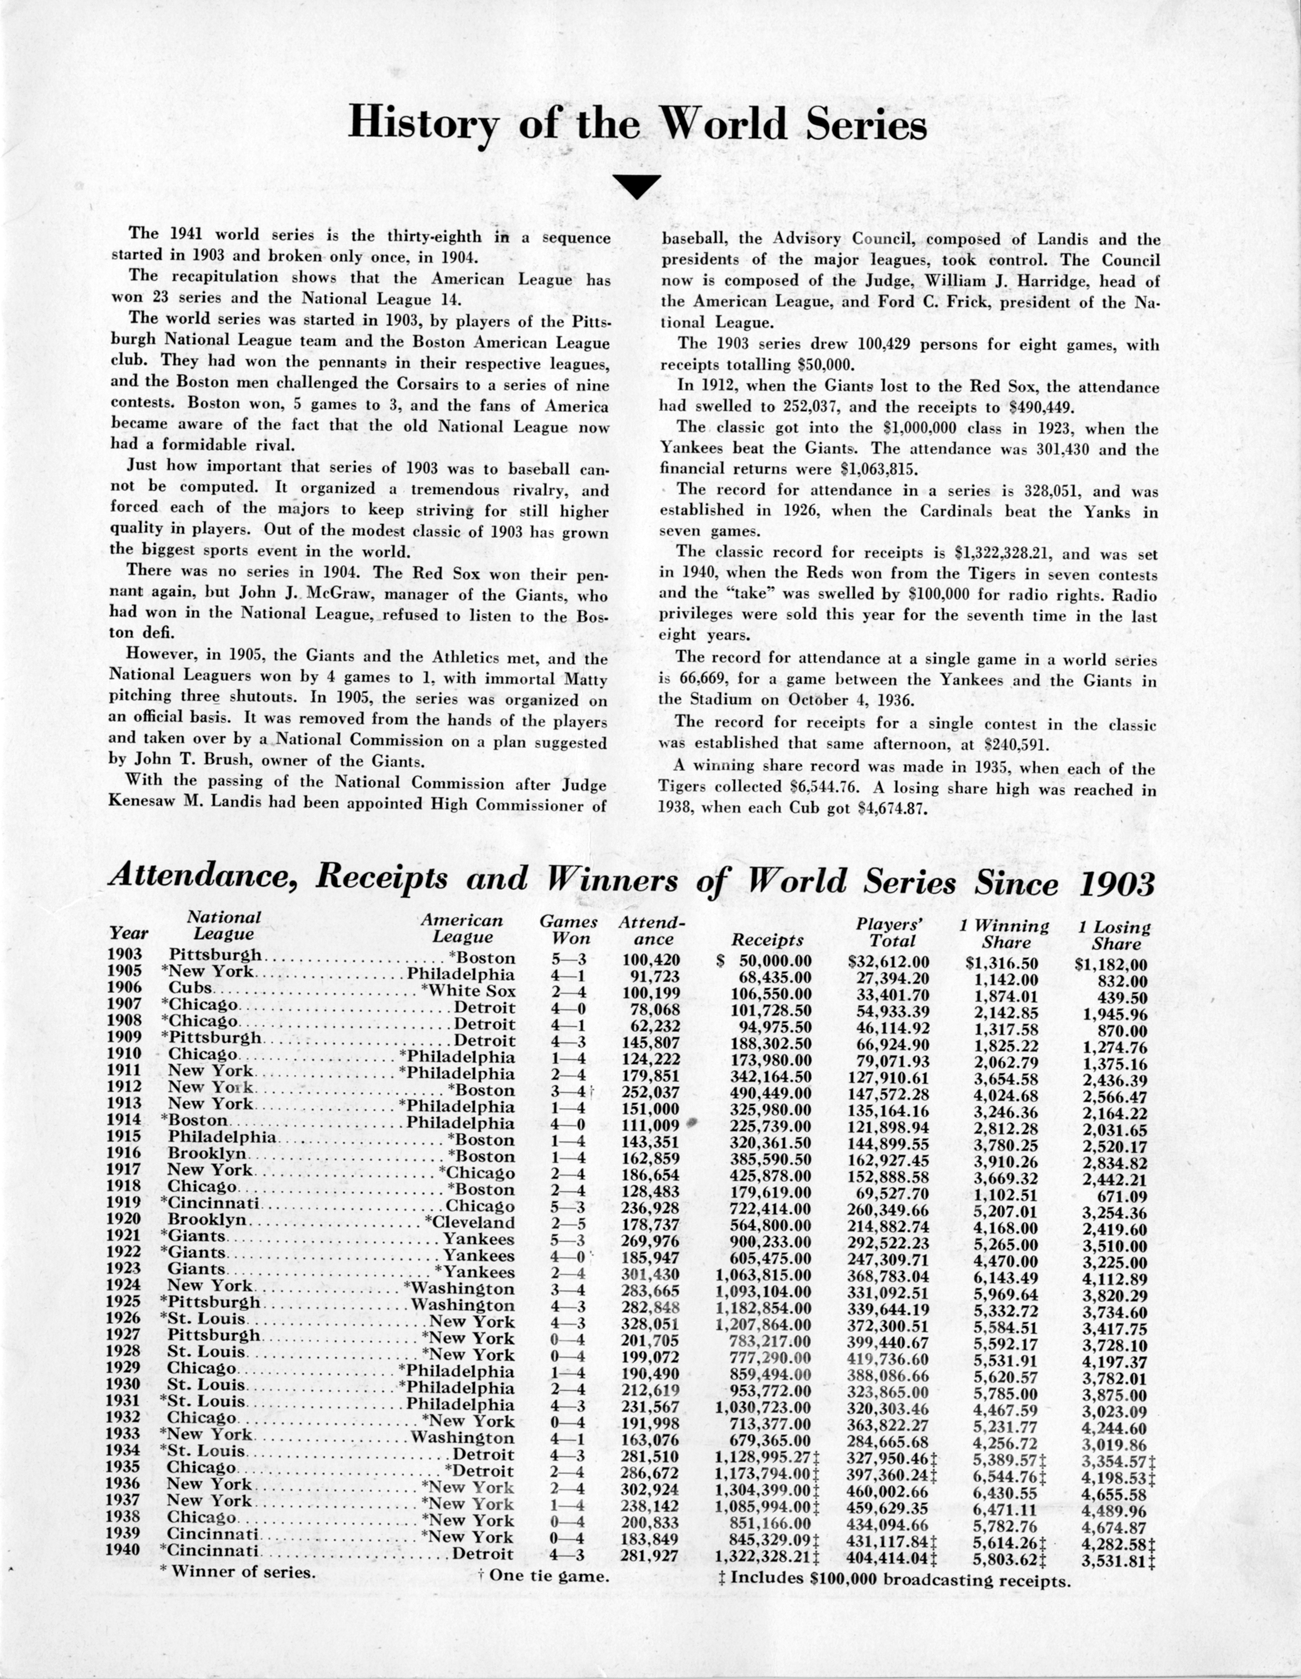 History of the World Series
The 1941 world series is the thirty-eighth in a sequence
started in 1903 and broken only once, in 1904.
The recapitulation shows that the American League has
won 23 series and the National League 14.
The world series was started in 1903, by players of the Pitts-
burgh National League team and the Boston American League
club. They had won the pennants in their respective leagues,
and the Boston men challenged the Corsairs to a series of nine
contests. Boston won, 5 games to 3, and the fans of America
became aware of the fact that the old National League now
had a formidable rival.
Just how important that series of 1903 was to baseball can-
not be computed. It organized a tremendous rivalry, and
forced each of the majors to keep striving for still higher
quality in players. Out of the modest classic of 1903 has grown
the biggest sports event in the world.
There was no series in 1904. The Red Sox won their pen-
nant again, but John J. McGraw, manager of the Giants, who
had won in the National League, refused to listen to the Bos-
ton defi.
However, in 1905, the Giants and the Athletics met, and the
National Leaguers won by 4 games to 1, with immortal Matty
pitching three shutouts. In 1905, the series was organized on
an official basis. It was removed from the hands of the players
and taken over by a National Commission on a plan suggested
by John T. Brush, owner of the Giants.
With the passing of the National Commission after Judge
Kenesaw M. Landis had been appointed High Commissioner of
baseball, the Advisory Council, composed of Landis and the
presidents of the major leagues, took control. The Council
now is composed of the Judge, William J. Harridge, head of
the American League, and Ford C. Frick, president of the Na-
tional League.
The 1903 series drew 100,429 persons for eight games, with
receipts totalling $50,000.
In 1912, when the Giants lost to the Red Sox, the attendance
had swelled to 252,037, and the receipts to $490,449.
The classic got into the $1,000,000 class in 1923, when the
Yankees beat the Giants. The attendance was 301,430 and the
financial returns were $1,063,815.
The record for attendance in a series is 328,051, and was
established in 1926, when the Cardinals beat the Yanks in
seven games.
The classic record for receipts is $1,322,328.21, and was set
in 1940, when the Reds won from the Tigers in seven contests
and the “take” was swelled by $100,000 for radio rights. Radio
privileges were sold this year for the seventh time in the last
eight years.
The record for attendance at a single game in a world series
is 66,669, for a game between the Yankees and the Giants in
the Stadium on October 4, 1936.
The record for receipts for a single contest in the classic
was established that same afternoon, at $240,591.
A winning share record was made in 1935, when each of the
Tigers collected $6,544.76. A losing share high was reached in
1938, when each Cub got $4,674.87.
Attendance, Receipts and Winners of World Series Since 1903
Year National League American League Games Won Attend-ance Receipts Players' Total 1 Winning Share 1 Losing Share
1903 Pittsburgh *Boston 5—3 100,420 $ 50,000.00 $32,612.00 $1,316.50 $1,182,00
1905 *New York Philadelphia 4—1 91,723 68,435.00 27,394.20 1,142.00 832.00
1906 Cubs *White Sox 2—4 100,199 106,550.00 33,401.70 1,874.01 439.50
1907 *Chicago Detroit 4—0 78,068 101,728.50 54,933.39 2,142.85 1,945.96
1908 *Chicago Detroit 4—1 62,232 94,975.50 46,114.92 1,317.58 870.00
1909 *Pittsburgh Detroit 4—3 145,807 188,302.50 66,924.90 1,825.22 1,274.76
1910 Chicago *Philadelphia 1—4 124,222 173,980.00 79,071.93 2,062.79 1,375.16
1911 New York *Philadelphia 2—4 179,851 342,164.50 127,910.61 3,654.58 2,436.39
1912 New York *Boston 3—4† 252,037 490,449.00 147,572.28 4,024.68 2,566.47
1913 New York *Philadelphia 1—4 151,000 325,980.00 135,164.16 3,246.36 2,164.22
1914 *Boston Philadelphia 4—0 111,009 225,739.00 121,898.94 2,812.28 2,031.65
1915 Philadelphia *Boston 1—4 143,351 320,361.50 144,899.55 3,780.25 2,520.17
1916 Brooklyn *Boston 1—4 162,859 385,590.50 162,927.45 3,910.26 2,834.82
1917 New York *Chicago 2—4 186,654 425,878.00 152,888.58 3,669.32 2,442.21
1918 Chicago *Boston 2—4 128,483 179,619.00 69,527.70 1,102.51 671.09
1919 *Cincinnati Chicago 5—3 236,928 722,414.00 260,349.66 5,207.01 3,254.36
1920 Brooklyn *Cleveland 2—5 178,737 564,800.00 214,882.74 4,168.00 2,419.60
1921 *Giants Yankees 5—3 269,976 900,233.00 292,522.23 5,265.00 3,510.00
1922 *Giants Yankees 4—0 185,947 605,475.00 247,309.71 4,470.00 3,225.00
1923 Giants *Yankees 2—4 301,430 1,063,815.00 368,783.04 6,143.49 4,112.89
1924 New York *Washington 3—4 283,665 1,093,104.00 331,092.51 5,969.64 3,820.29
1925 *Pittsburgh Washington 4—3 282,848 1,182,854.00 339,644.19 5,332.72 3,734.60
1926 *St. Louis New York 4—3 328,051 1,207,864.00 372,300.51 5,584.51 3,417.75
1927 Pittsburgh *New York 0—4 201,705 783,217.00 399,440.67 5,592.17 3,728.10
1928 St. Louis *New York 0—4 199,072 777,290.00 419,736.60 5,531.91 4,197.37
1929 Chicago *Philadelphia 1—4 190,490 859,494.00 388,086.66 5,620.57 3,782.01
1930 St. Louis *Philadelphia 2—4 212,619 953,772.00 323,865.00 5,785.00 3,875.00
1931 *St. Louis Philadelphia 4—3 231,567 1,030,723.00 320,303.46 4,467.59 3,023.09
1932 Chicago *New York 0—4 191,998 713,377.00 363,822.27 5,231.77 4,244.60
1933 *New York Washington 4—1 163,076 679,365.00 284,665.68 4,256.72 3,019.86
1934 *St. Louis Detroit 4—3 281,510 1,128,995.27‡ 327,950.46‡ 5,389.57‡ 3,354.57‡
1935 Chicago *Detroit 2—4 286,672 1,173,794.00‡ 397,360.24‡ 6,544.76‡ 4,198.53‡
1936 New York *New York 2—4 302,924 1,304,399.00‡ 460,002.66 6,430.55 4,655.58
1937 New York *New York 1—4 238,142 1,085,994.00‡ 459,629.35 6,471.11 4,489.96
1938 Chicago *New York 0—4 200,833 851,166.00 434,094.66 5,782.76 4,674.87
1939 Cincinnati *New York 0—4 183,849 845,329.09‡ 431,117.84‡ 5,614.26‡ 4,282.58‡
1940 *Cincinnati Detroit 4—3 281,927 1,322,328.21‡ 404,414.04‡ 5,803.62‡ 3,531.81‡
* Winner of series. † One tie game. ‡ Includes $100,000 broadcasting receipts.